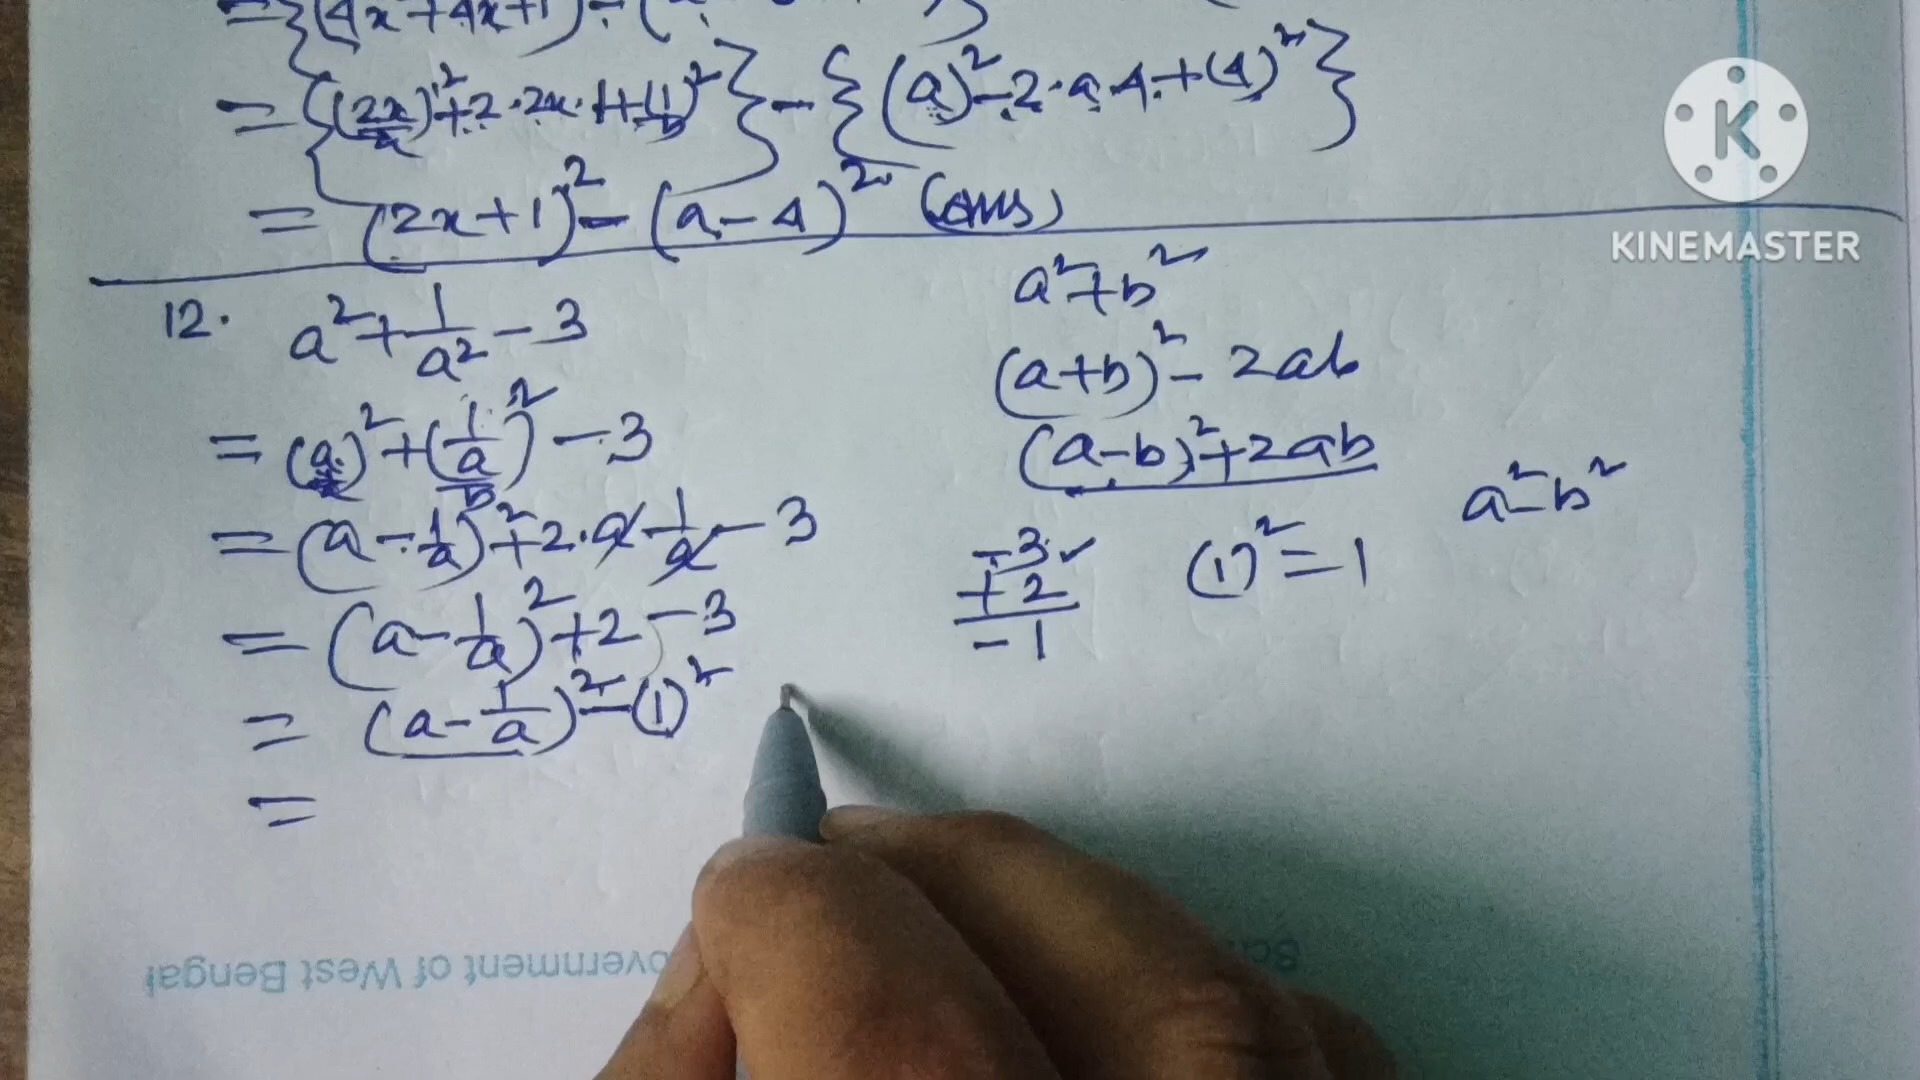 = {(4x²+4x+1) - (
= {(2x)²+2·2x·1+(1)²} - {(a)²-2·a·4+(4)²}
a b
= (2x+1)² - (a-4)² (ans)
12. a²+1/a²-3
= (a)²+(1/a)²-3
b
= (a-1/a)²+2·a·1/a-3
= (a-1/a)²+2-3
= (a-1/a)²-(1)²
=
a²+b²
(a+b)²-2ab
(a-b)²+2ab
-3 ✓
+2
-1
(1)²=1
a²-b²
K
KINEMASTER
overnment of West Bengal